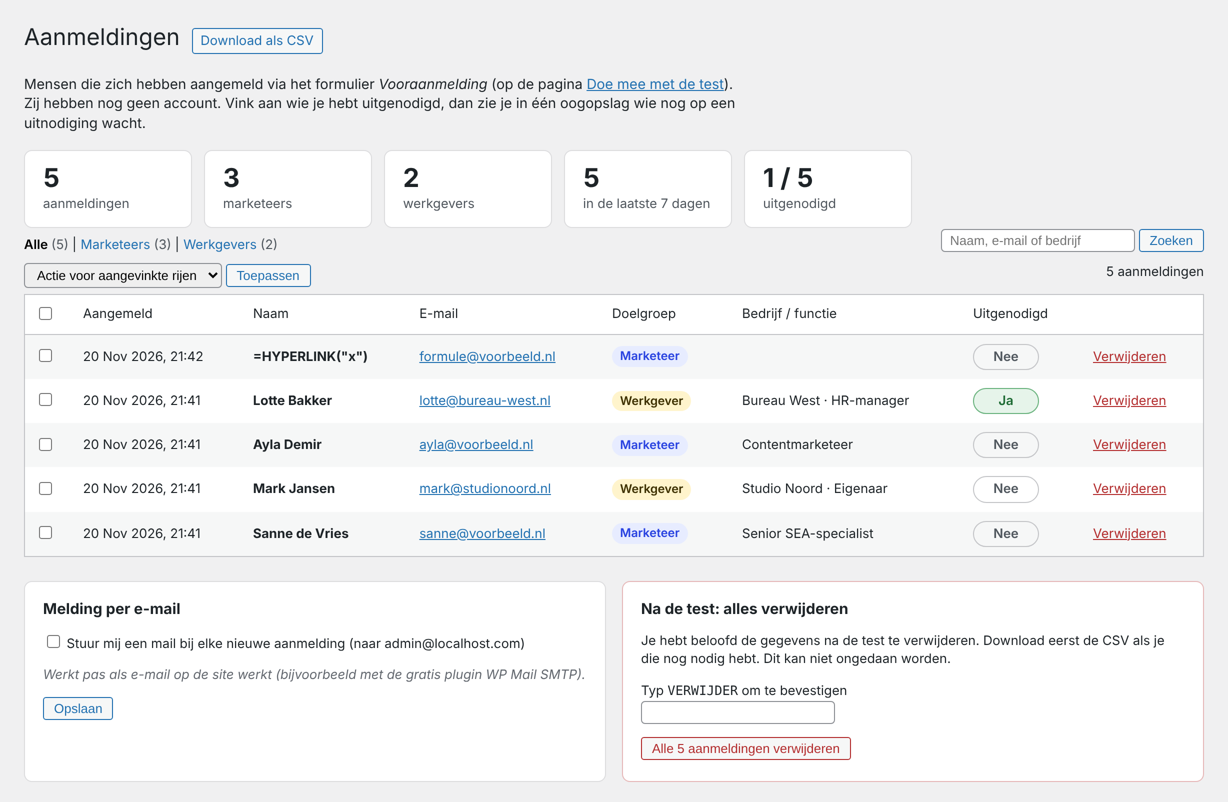 Aanmeldingen Download als CSV
Mensen die zich hebben aangemeld via het formulier Vooraanmelding (op de pagina Doe mee met de test).
Zij hebben nog geen account. Vink aan wie je hebt uitgenodigd, dan zie je in één oogopslag wie nog op een
uitnodiging wacht.
5 3 2 5 1 / 5
aanmeldingen marketeers werkgevers in de laatste 7 dagen uitgenodigd
Alle (5) | Marketeers (3) | Werkgevers (2) Naam, e-mail of bedrijf Zoeken
Actie voor aangevinkte rijen Toepassen 5 aanmeldingen
Aangemeld Naam E-mail Doelgroep Bedrijf / functie Uitgenodigd
20 Nov 2026, 21:42 =HYPERLINK("x") formule@voorbeeld.nl Marketeer Nee Verwijderen
20 Nov 2026, 21:41 Lotte Bakker lotte@bureau-west.nl Werkgever Bureau West · HR-manager Ja Verwijderen
20 Nov 2026, 21:41 Ayla Demir ayla@voorbeeld.nl Marketeer Contentmarketeer Nee Verwijderen
20 Nov 2026, 21:41 Mark Jansen mark@studionoord.nl Werkgever Studio Noord · Eigenaar Nee Verwijderen
20 Nov 2026, 21:41 Sanne de Vries sanne@voorbeeld.nl Marketeer Senior SEA-specialist Nee Verwijderen
Melding per e-mail
Stuur mij een mail bij elke nieuwe aanmelding (naar admin@localhost.com)
Werkt pas als e-mail op de site werkt (bijvoorbeeld met de gratis plugin WP Mail SMTP).
Opslaan
Na de test: alles verwijderen
Je hebt beloofd de gegevens na de test te verwijderen. Download eerst de CSV als je
die nog nodig hebt. Dit kan niet ongedaan worden.
Typ VERWIJDER om te bevestigen
Alle 5 aanmeldingen verwijderen